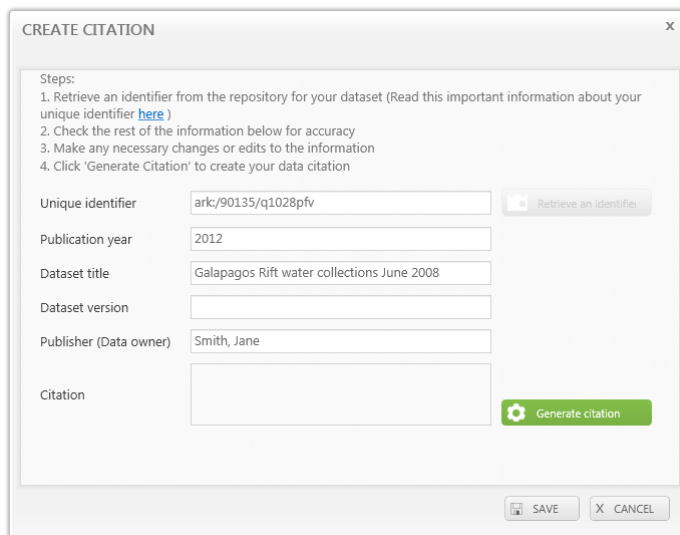 CREATE CITATION
x
Steps:
1. Retrieve an identifier from the repository for your dataset (Read this important information about your
unique identifier here )
2. Check the rest of the information below for accuracy
3. Make any necessary changes or edits to the information
4. Click 'Generate Citation' to create your data citation
Unique identifier ark:/90135/q1028pfv Retrieve an identifier
Publication year 2012
Dataset title Galapagos Rift water collections June 2008
Dataset version
Publisher (Data owner) Smith, Jane
Citation
Generate citation
SAVE X CANCEL